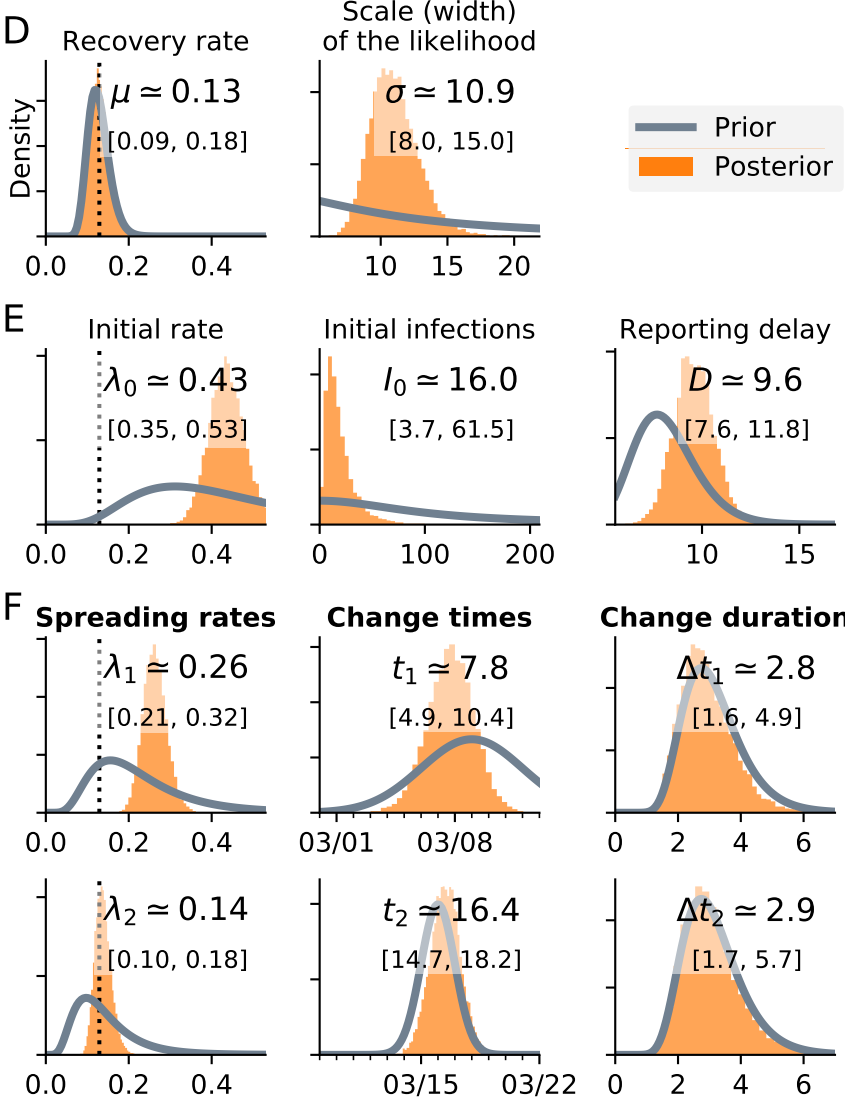 D
Recovery rate
Scale (width)
of the likelihood
Density
μ ≃ 0.13
[0.09, 0.18]
0.0 0.2 0.4
σ ≃ 10.9
[8.0, 15.0]
10 15 20
Prior
Posterior
E
Initial rate
Initial infections
Reporting delay
λ₀ ≃ 0.43
[0.35, 0.53]
0.0 0.2 0.4
I₀ ≃ 16.0
[3.7, 61.5]
0 100 200
D ≃ 9.6
[7.6, 11.8]
10 15
F
Spreading rates
Change times
Change duration
λ₁ ≃ 0.26
[0.21, 0.32]
0.0 0.2 0.4
t₁ ≃ 7.8
[4.9, 10.4]
03/01 03/08
Δt₁ ≃ 2.8
[1.6, 4.9]
0 2 4 6
λ₂ ≃ 0.14
[0.10, 0.18]
0.0 0.2 0.4
t₂ ≃ 16.4
[14.7, 18.2]
03/15 03/22
Δt₂ ≃ 2.9
[1.7, 5.7]
0 2 4 6